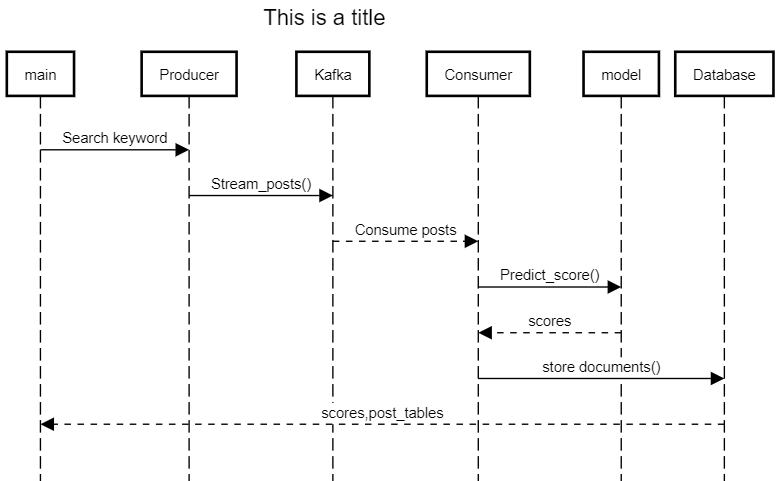 This is a title
main
Producer
Kafka
Consumer
model
Database
Search keyword
Stream_posts()
Consume posts
Predict_score()
scores
store documents()
scores,post_tables